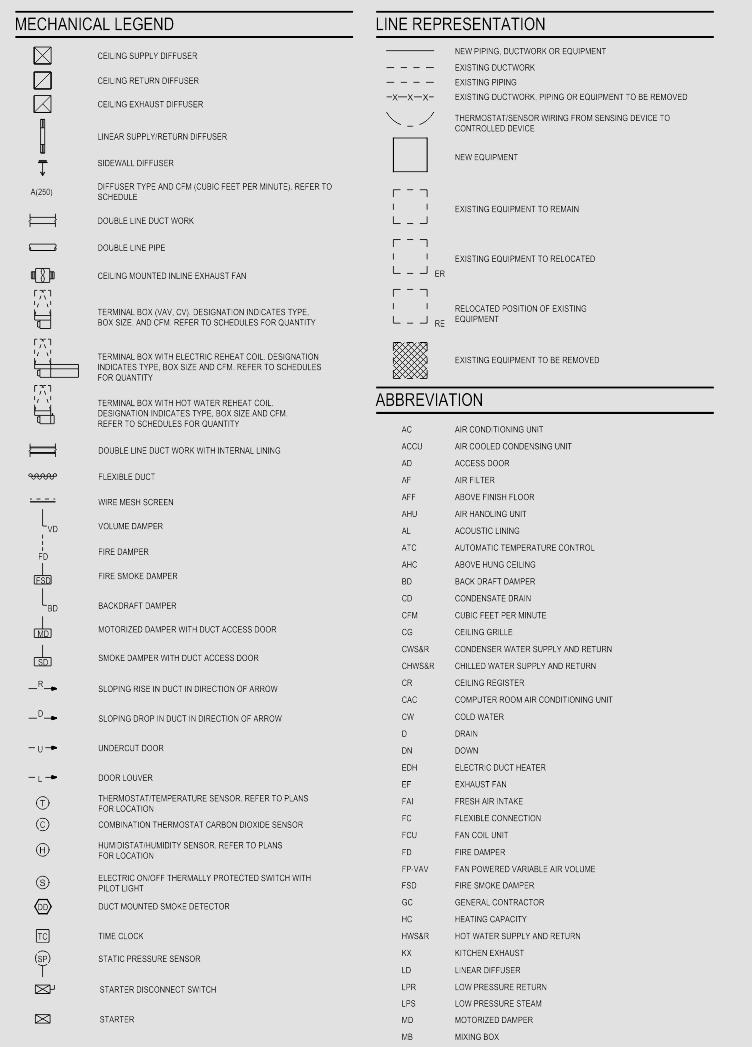 MECHANICAL LEGEND
CEILING SUPPLY DIFFUSER
CEILING RETURN DIFFUSER
CEILING EXHAUST DIFFUSER
LINEAR SUPPLY/RETURN DIFFUSER
SIDEWALL DIFFUSER
A(250)
DIFFUSER TYPE AND CFM (CUBIC FEET PER MINUTE). REFER TO
SCHEDULE
DOUBLE LINE DUCT WORK
DOUBLE LINE PIPE
CEILING MOUNTED INLINE EXHAUST FAN
TERMINAL BOX (VAV, CV). DESIGNATION INDICATES TYPE,
BOX SIZE. AND CFM. REFER TO SCHEDULES FOR QUANTITY
TERMINAL BOX WITH ELECTRIC REHEAT COIL. DESIGNATION
INDICATES TYPE, BOX SIZE AND CFM. REFER TO SCHEDULES
FOR QUANTITY
TERMINAL BOX WITH HOT WATER REHEAT COIL.
DESIGNATION INDICATES TYPE, BOX SIZE AND CFM.
REFER TO SCHEDULES FOR QUANTITY
DOUBLE LINE DUCT WORK WITH INTERNAL LINING
FLEXIBLE DUCT
WIRE MESH SCREEN
VD VOLUME DAMPER
FD FIRE DAMPER
FSD FIRE SMOKE DAMPER
BD BACKDRAFT DAMPER
MD MOTORIZED DAMPER WITH DUCT ACCESS DOOR
SD SMOKE DAMPER WITH DUCT ACCESS DOOR
R SLOPING RISE IN DUCT IN DIRECTION OF ARROW
D SLOPING DROP IN DUCT IN DIRECTION OF ARROW
U UNDERCUT DOOR
L DOOR LOUVER
T THERMOSTAT/TEMPERATURE SENSOR. REFER TO PLANS
FOR LOCATION
C COMBINATION THERMOSTAT CARBON DIOXIDE SENSOR
H HUMIDISTAT/HUMIDITY SENSOR. REFER TO PLANS
FOR LOCATION
S ELECTRIC ON/OFF THERMALLY PROTECTED SWITCH WITH
PILOT LIGHT
DD DUCT MOUNTED SMOKE DETECTOR
TC TIME CLOCK
SP STATIC PRESSURE SENSOR
STARTER DISCONNECT SWITCH
STARTER
LINE REPRESENTATION
NEW PIPING, DUCTWORK OR EQUIPMENT
EXISTING DUCTWORK
EXISTING PIPING
X X X EXISTING DUCTWORK, PIPING OR EQUIPMENT TO BE REMOVED
THERMOSTAT/SENSOR WIRING FROM SENSING DEVICE TO
CONTROLLED DEVICE
NEW EQUIPMENT
EXISTING EQUIPMENT TO REMAIN
EXISTING EQUIPMENT TO RELOCATED
ER
RELOCATED POSITION OF EXISTING
EQUIPMENT
RE
EXISTING EQUIPMENT TO BE REMOVED
ABBREVIATION
AC AIR CONDITIONING UNIT
ACCU AIR COOLED CONDENSING UNIT
AD ACCESS DOOR
AF AIR FILTER
AFF ABOVE FINISH FLOOR
AHU AIR HANDLING UNIT
AL ACOUSTIC LINING
ATC AUTOMATIC TEMPERATURE CONTROL
AHC ABOVE HUNG CEILING
BD BACK DRAFT DAMPER
CD CONDENSATE DRAIN
CFM CUBIC FEET PER MINUTE
CG CEILING GRILLE
CWS&R CONDENSER WATER SUPPLY AND RETURN
CHWS&R CHILLED WATER SUPPLY AND RETURN
CR CEILING REGISTER
CAC COMPUTER ROOM AIR CONDITIONING UNIT
CW COLD WATER
D DRAIN
DN DOWN
EDH ELECTRIC DUCT HEATER
EF EXHAUST FAN
FAI FRESH AIR INTAKE
FC FLEXIBLE CONNECTION
FCU FAN COIL UNIT
FD FIRE DAMPER
FP-VAV FAN POWERED VARIABLE AIR VOLUME
FSD FIRE SMOKE DAMPER
GC GENERAL CONTRACTOR
HC HEATING CAPACITY
HWS&R HOT WATER SUPPLY AND RETURN
KX KITCHEN EXHAUST
LD LINEAR DIFFUSER
LPR LOW PRESSURE RETURN
LPS LOW PRESSURE STEAM
MD MOTORIZED DAMPER
MB MIXING BOX